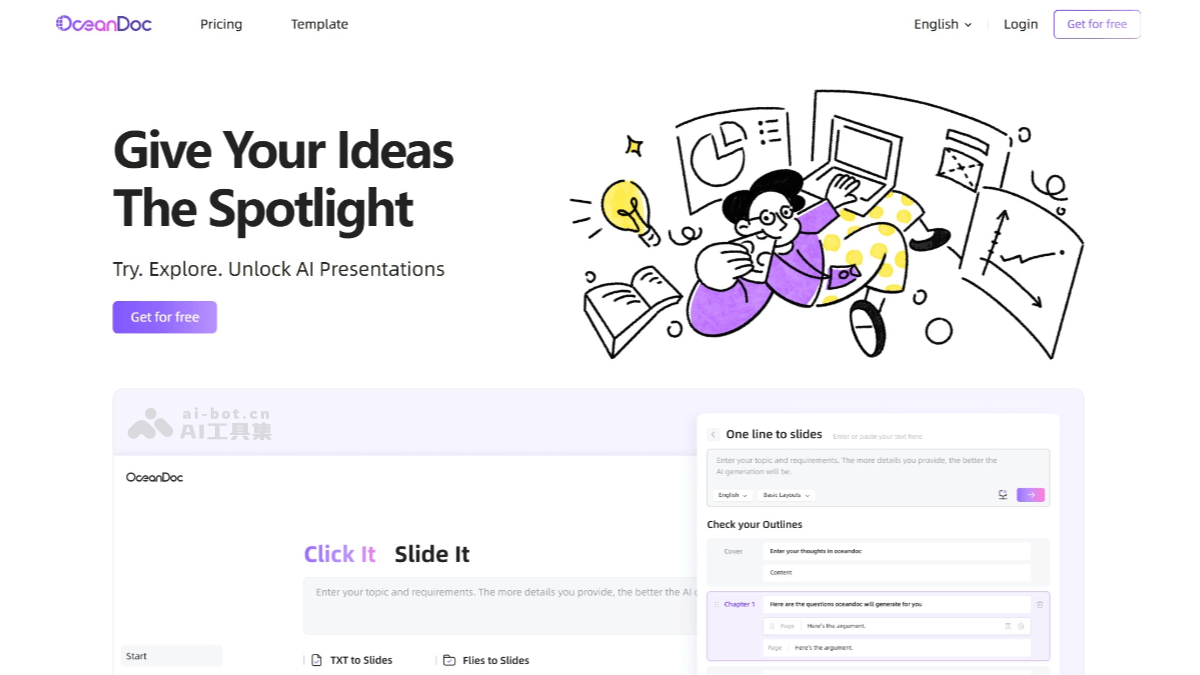 OceanDoc
Pricing
Template
English
Login
Get for free
Give Your Ideas
The Spotlight
Try. Explore. Unlock AI Presentations
Get for free
ai-bot.cn
AI工具集
OceanDoc
Click It Slide It
Enter your topic and requirements. The more details you provide, the better the AI
TXT to Slides
Flies to Slides
Start
One line to slides
Enter or paste your text here
Enter your topic and requirements. The more details you provide, the better the
AI generation will be.
English
Basic Layouts
Check your Outlines
Cover
Enter your thoughts in oceandoc
Content
Chapter 1
Here are the questions oceandoc will generate for you
Page
Here's the argument.
Page
Here's the argument.